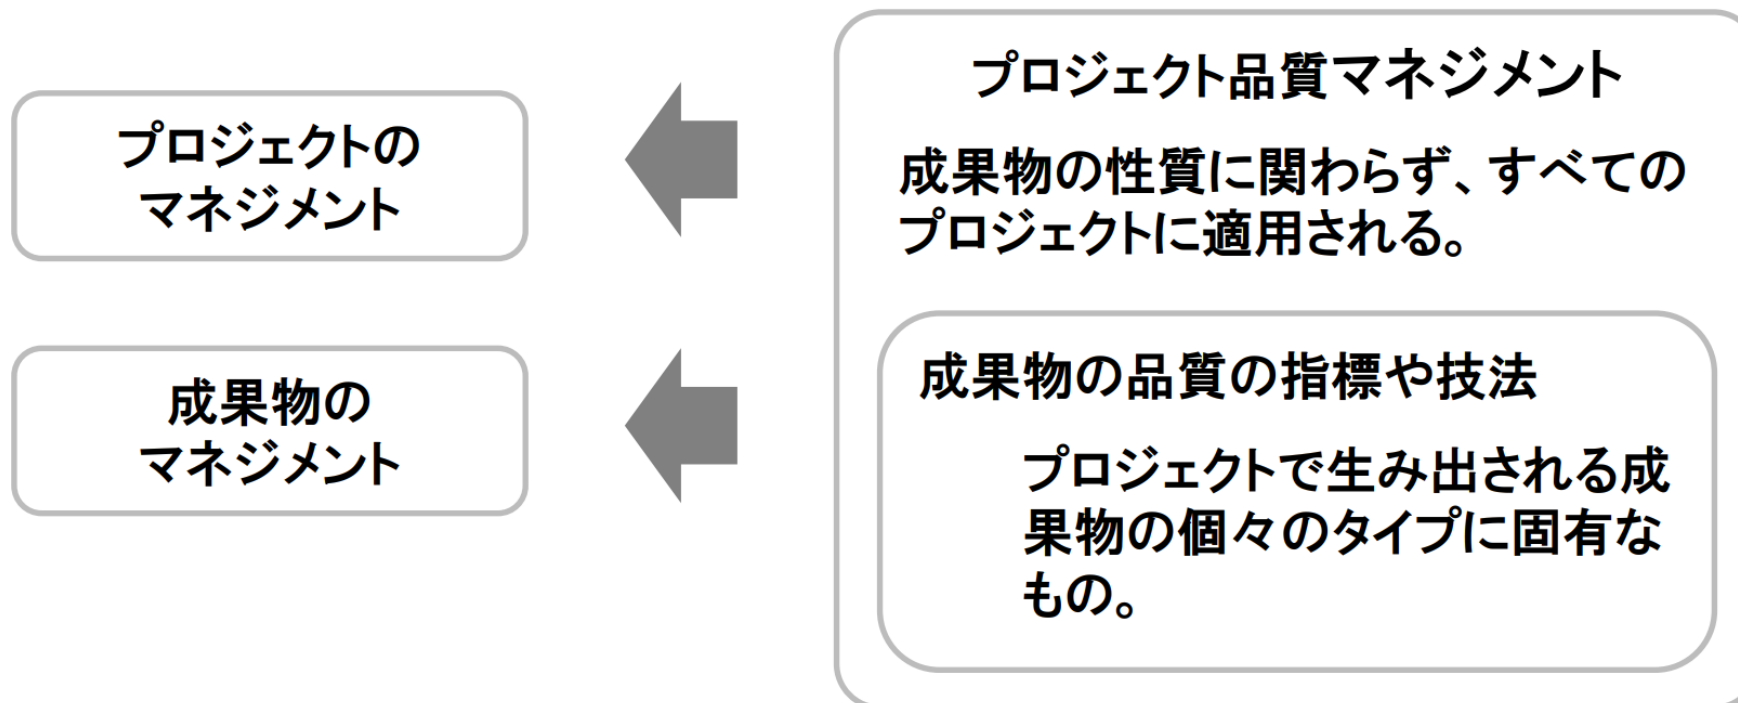 プロジェクトの
マネジメント
成果物の
マネジメント
プロジェクト品質マネジメント
成果物の性質に関わらず、すべての
プロジェクトに適用される。
成果物の品質の指標や技法
プロジェクトで生み出される成
果物の個々のタイプに固有な
もの。